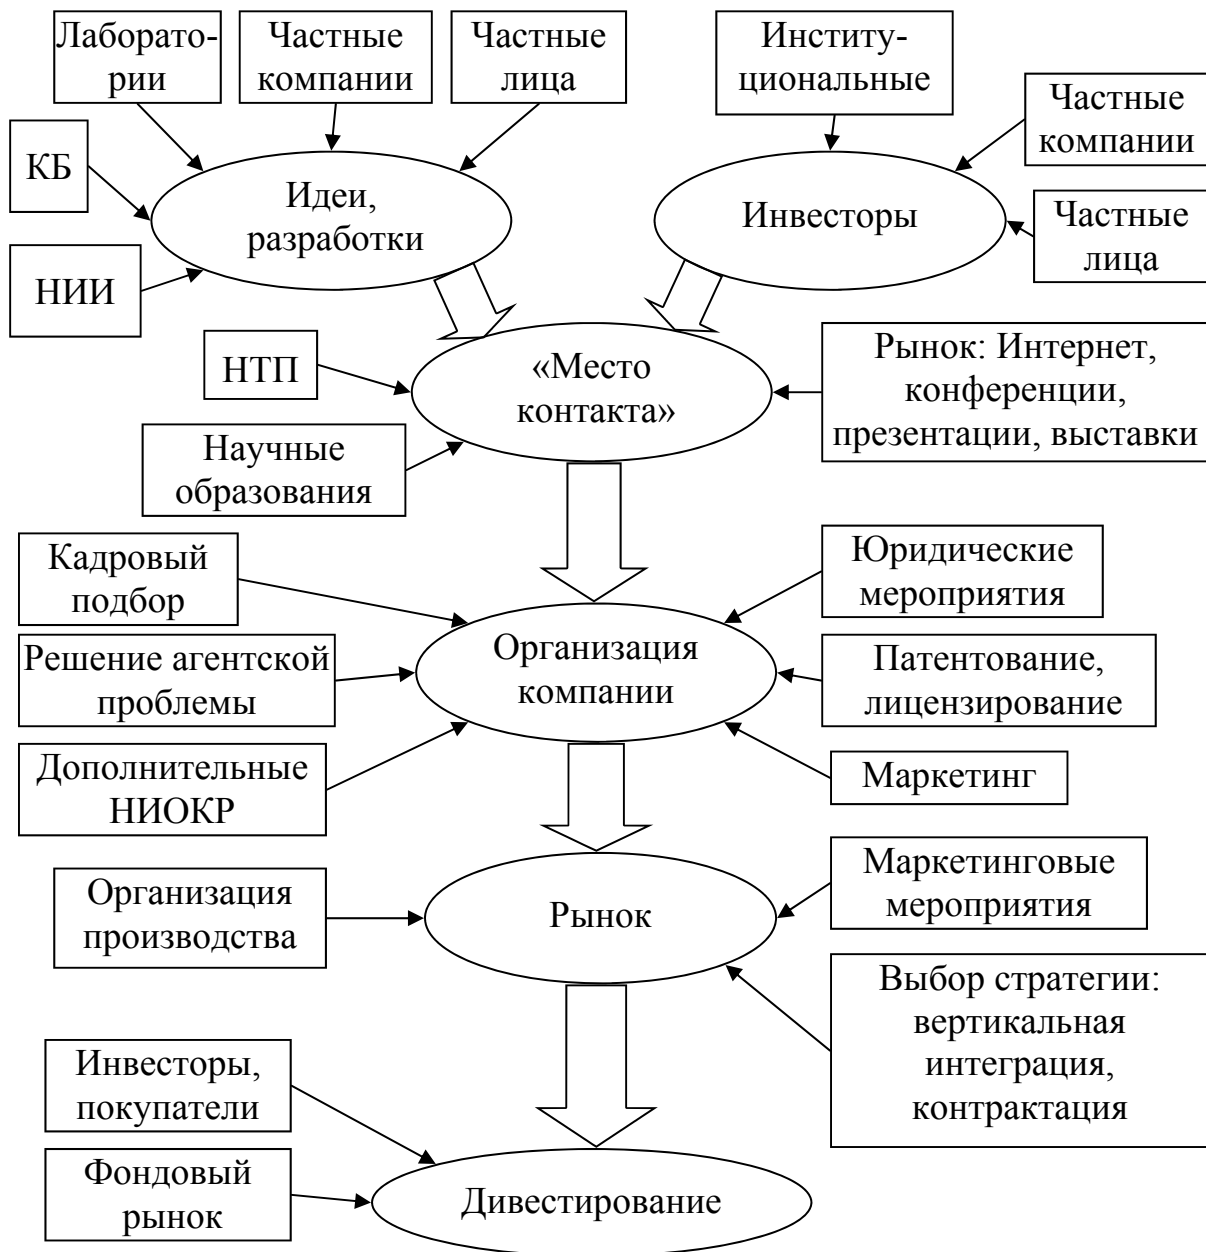 Лаборато-
рии
Частные
компании
Частные
лица
Институ-
циональные
Частные
компании
КБ
Идеи,
разработки
Инвесторы
Частные
лица
НИИ
НТП
«Место
контакта»
Рынок: Интернет,
конференции,
презентации, выставки
Научные
образования
Кадровый
подбор
Юридические
мероприятия
Решение агентской
проблемы
Организация
компании
Патентование,
лицензирование
Дополнительные
НИОКР
Маркетинг
Организация
производства
Рынок
Маркетинговые
мероприятия
Выбор стратегии:
вертикальная
интеграция,
контрактация
Инвесторы,
покупатели
Фондовый
рынок
Дивестирование